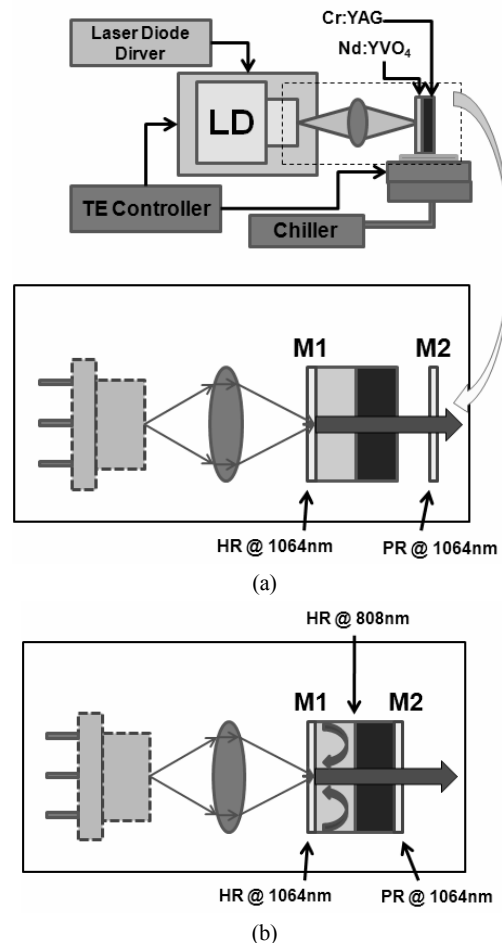 Cr:YAG
Laser Diode
Dirver
Nd:YVO₄
LD
TE Controller
Chiller
M1
M2
HR @ 1064nm
PR @ 1064nm
(a)
HR @ 808nm
M1
M2
HR @ 1064nm
PR @ 1064nm
(b)